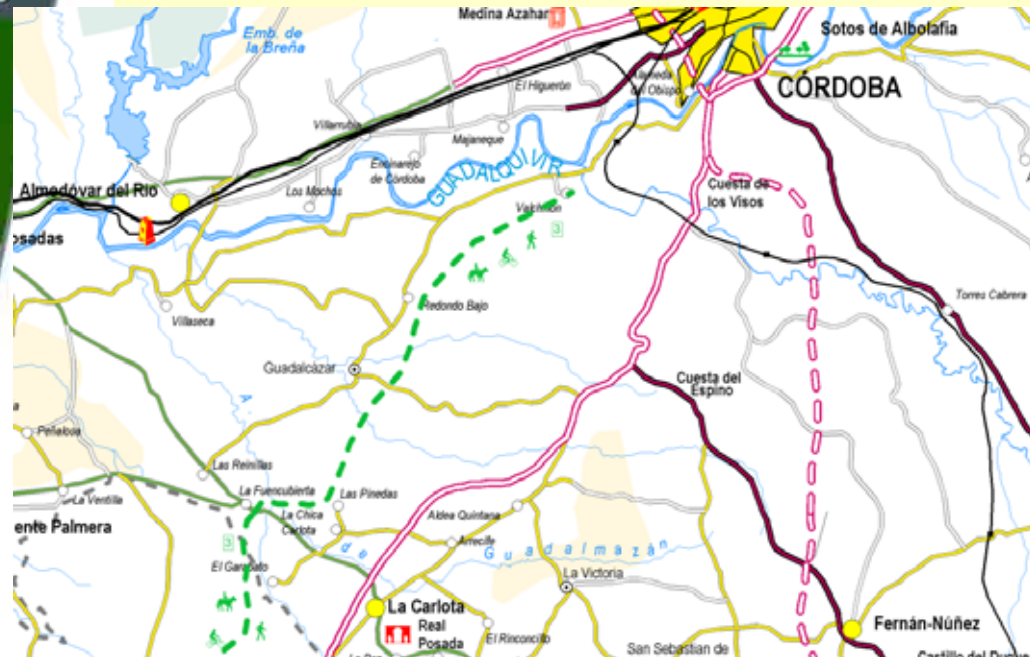 Medina Azahar
Emb. de
la Breña
Sotos de Albolafia
CÓRDOBA
El Higuerón
Alameda
del Obispo
Villarrubia
Majaneque
Encinarejo
de Córdoba
GUADALQUIVIR
Los Mochos
Almodóvar del Río
osadas
Valchillón
Cuesta de
los Visos
3
Torres Cabrera
Villaseca
Redondo Bajo
Guadalcázar
Cuesta del
Espino
A.
a
Peñalosa
Las Reinillas
La Ventilla
La Fuencubierta
Las Pinedas
La Chica
Carlota
Aldea Quintana
ente Palmera
Arrecife
de
Guadalmazán
3
El Garabato
La Victoria
La Carlota
Real
Posada
El Rinconcillo
Fernán-Núñez
San Sebastián de